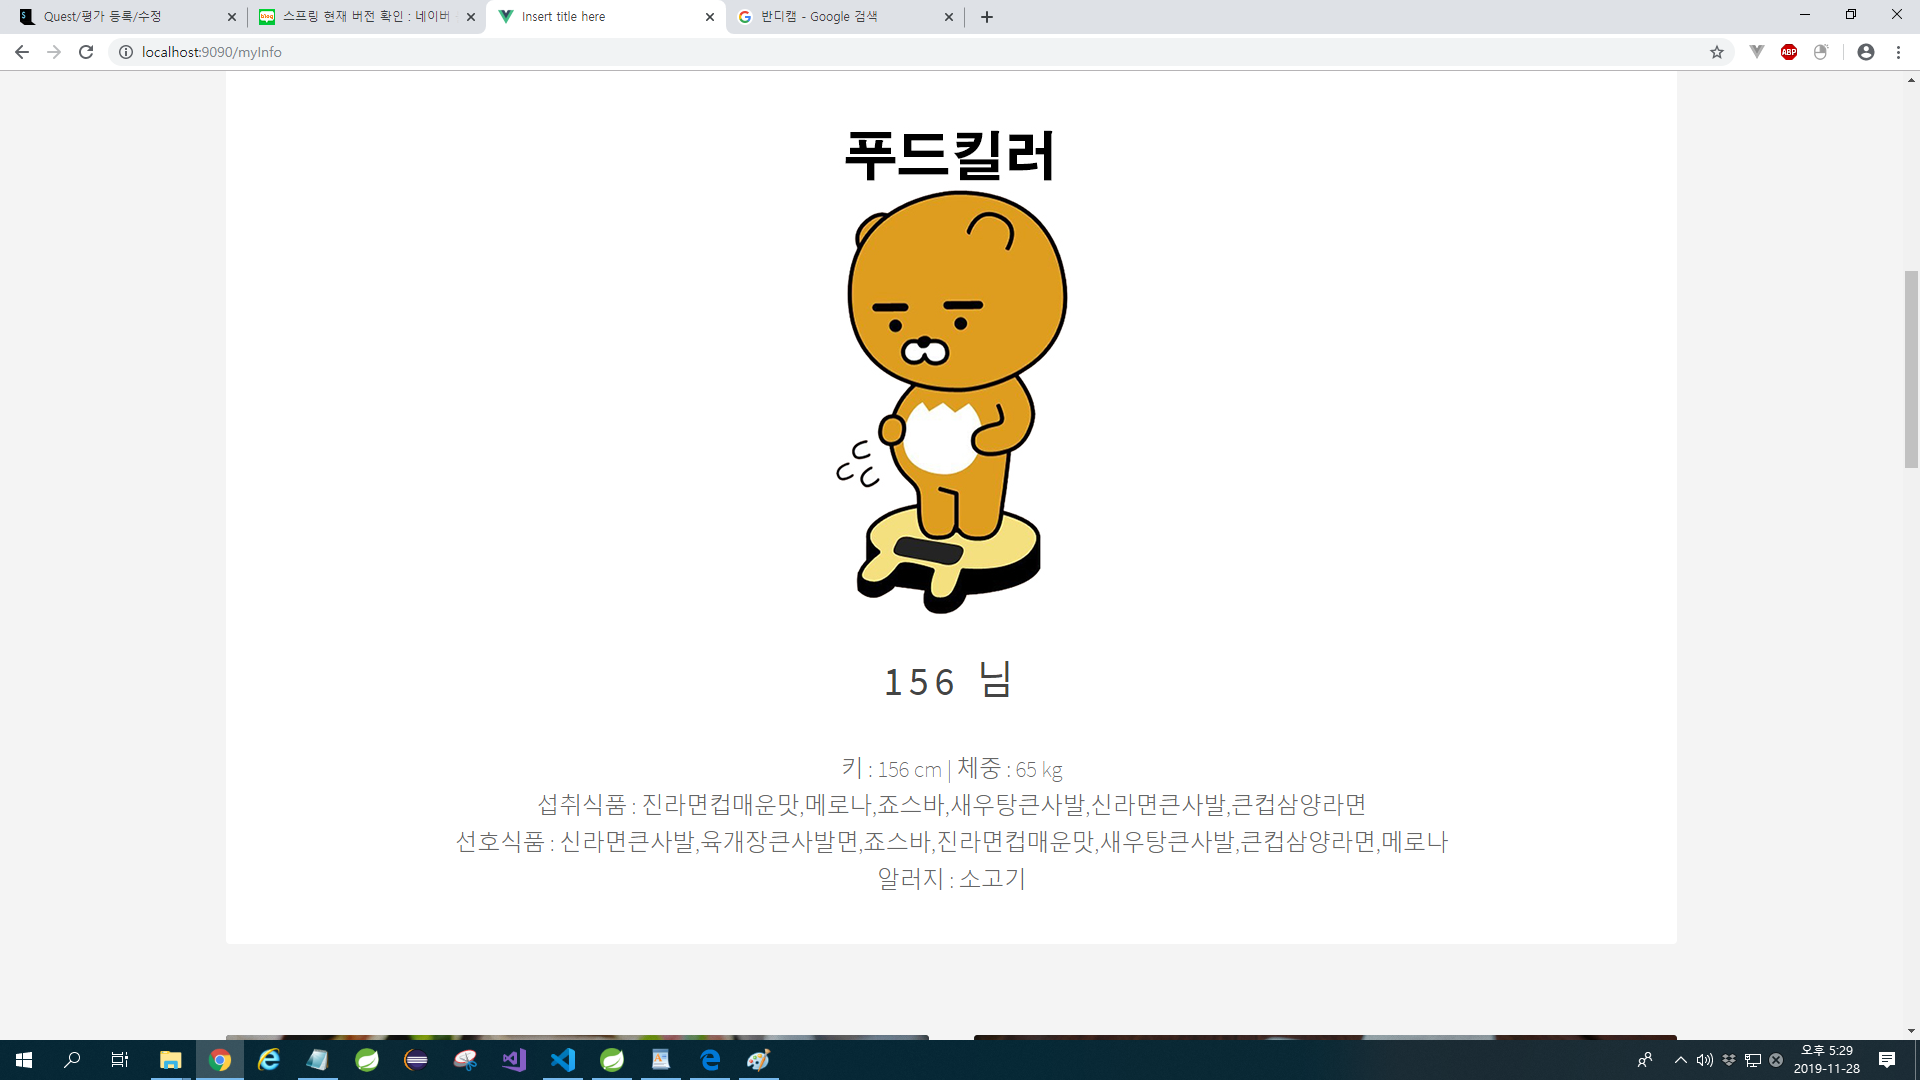 Quest/평가 등록/수정
스프링 현재 버전 확인 : 네이버
Insert title here
반디캠 - Google 검색
localhost:9090/myInfo
ABP
푸드킬러
156 님
키 : 156 cm | 체중 : 65 kg
섭취식품 : 진라면컵매운맛,메로나,죠스바,새우탕큰사발,신라면큰사발,큰컵삼양라면
선호식품 : 신라면큰사발,육개장큰사발면,죠스바,진라면컵매운맛,새우탕큰사발,큰컵삼양라면,메로나
알러지 : 소고기
오후 5:29
2019-11-28